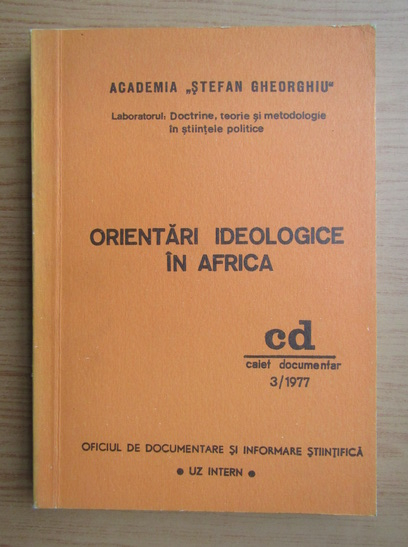 ACADEMIA „ŞTEFAN GHEORGHIU"
Laboratorul: Doctrine, teorie şi metodologie
în ştiinţele politice
ORIENTĂRI IDEOLOGICE
ÎN AFRICA
cd
caiet documentar
3/1977
OFICIUL DE DOCUMENTARE ŞI INFORMARE ŞTIINŢIFICĂ
• UZ INTERN •